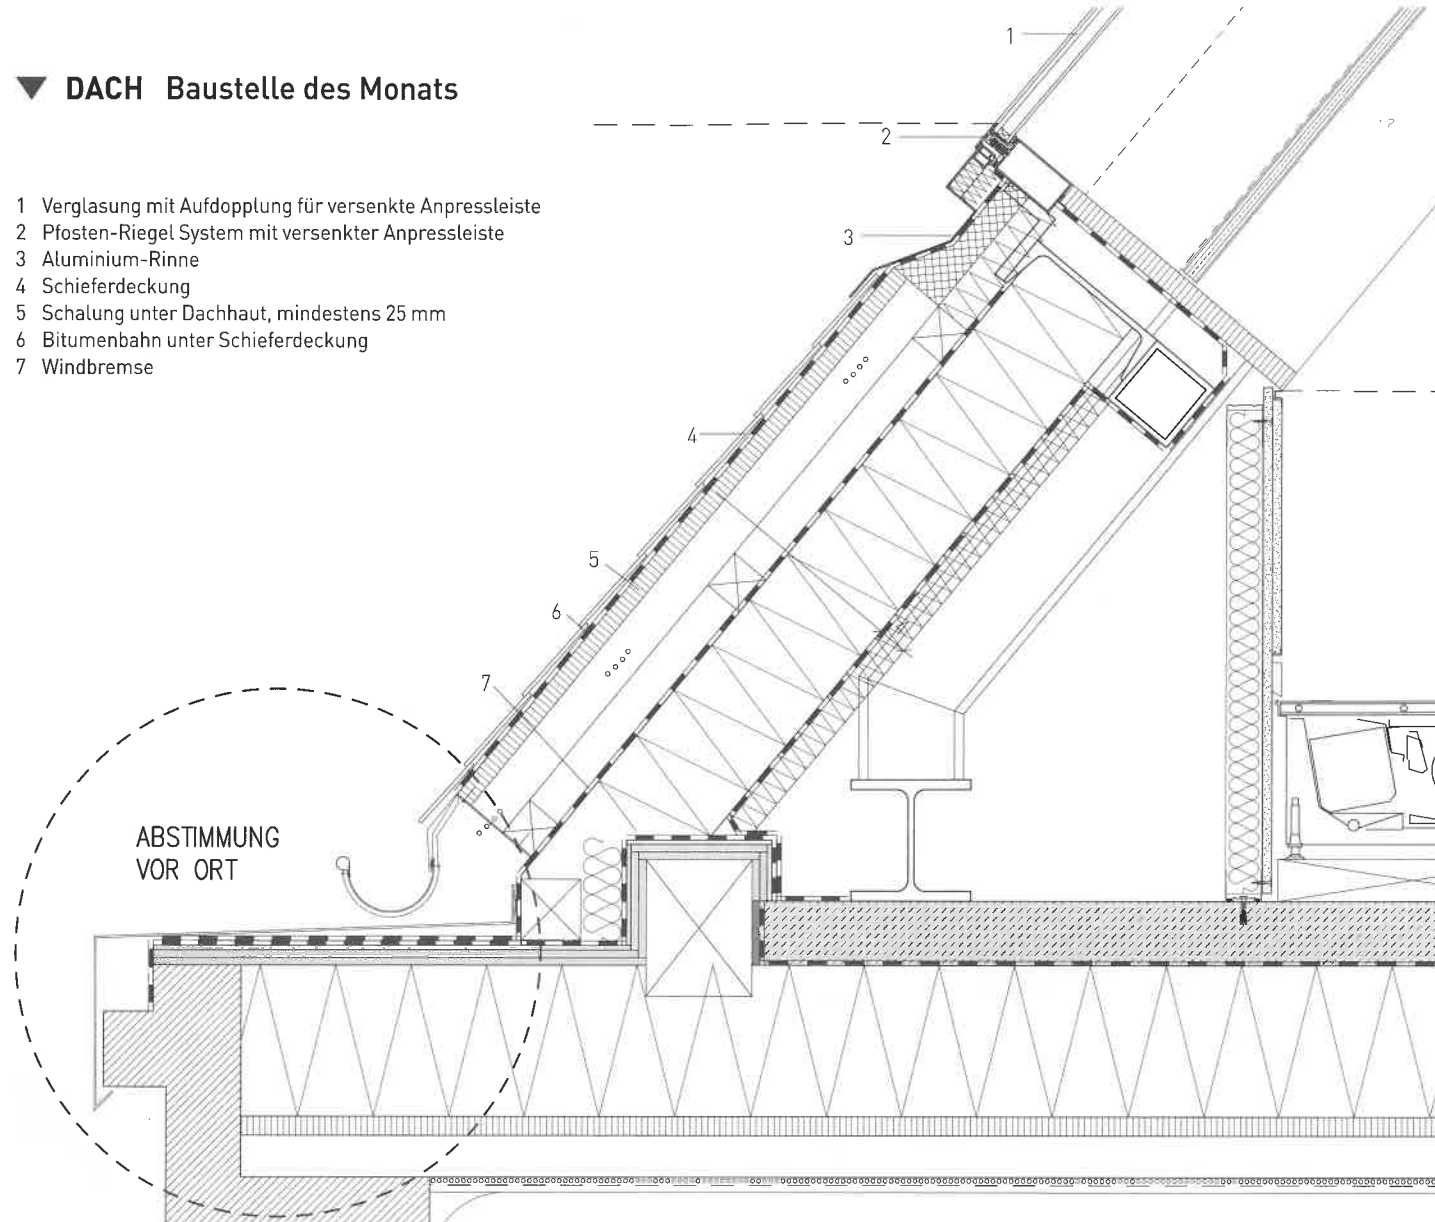 DACH Baustelle des Monats
1 Verglasung mit Aufdopplung für versenkte Anpressleiste
2 Pfosten-Riegel System mit versenkter Anpressleiste
3 Aluminium-Rinne
4 Schieferdeckung
5 Schalung unter Dachhaut, mindestens 25 mm
6 Bitumenbahn unter Schieferdeckung
7 Windbremse
1
2
3
4
5
6
7
ABSTIMMUNG
VOR ORT